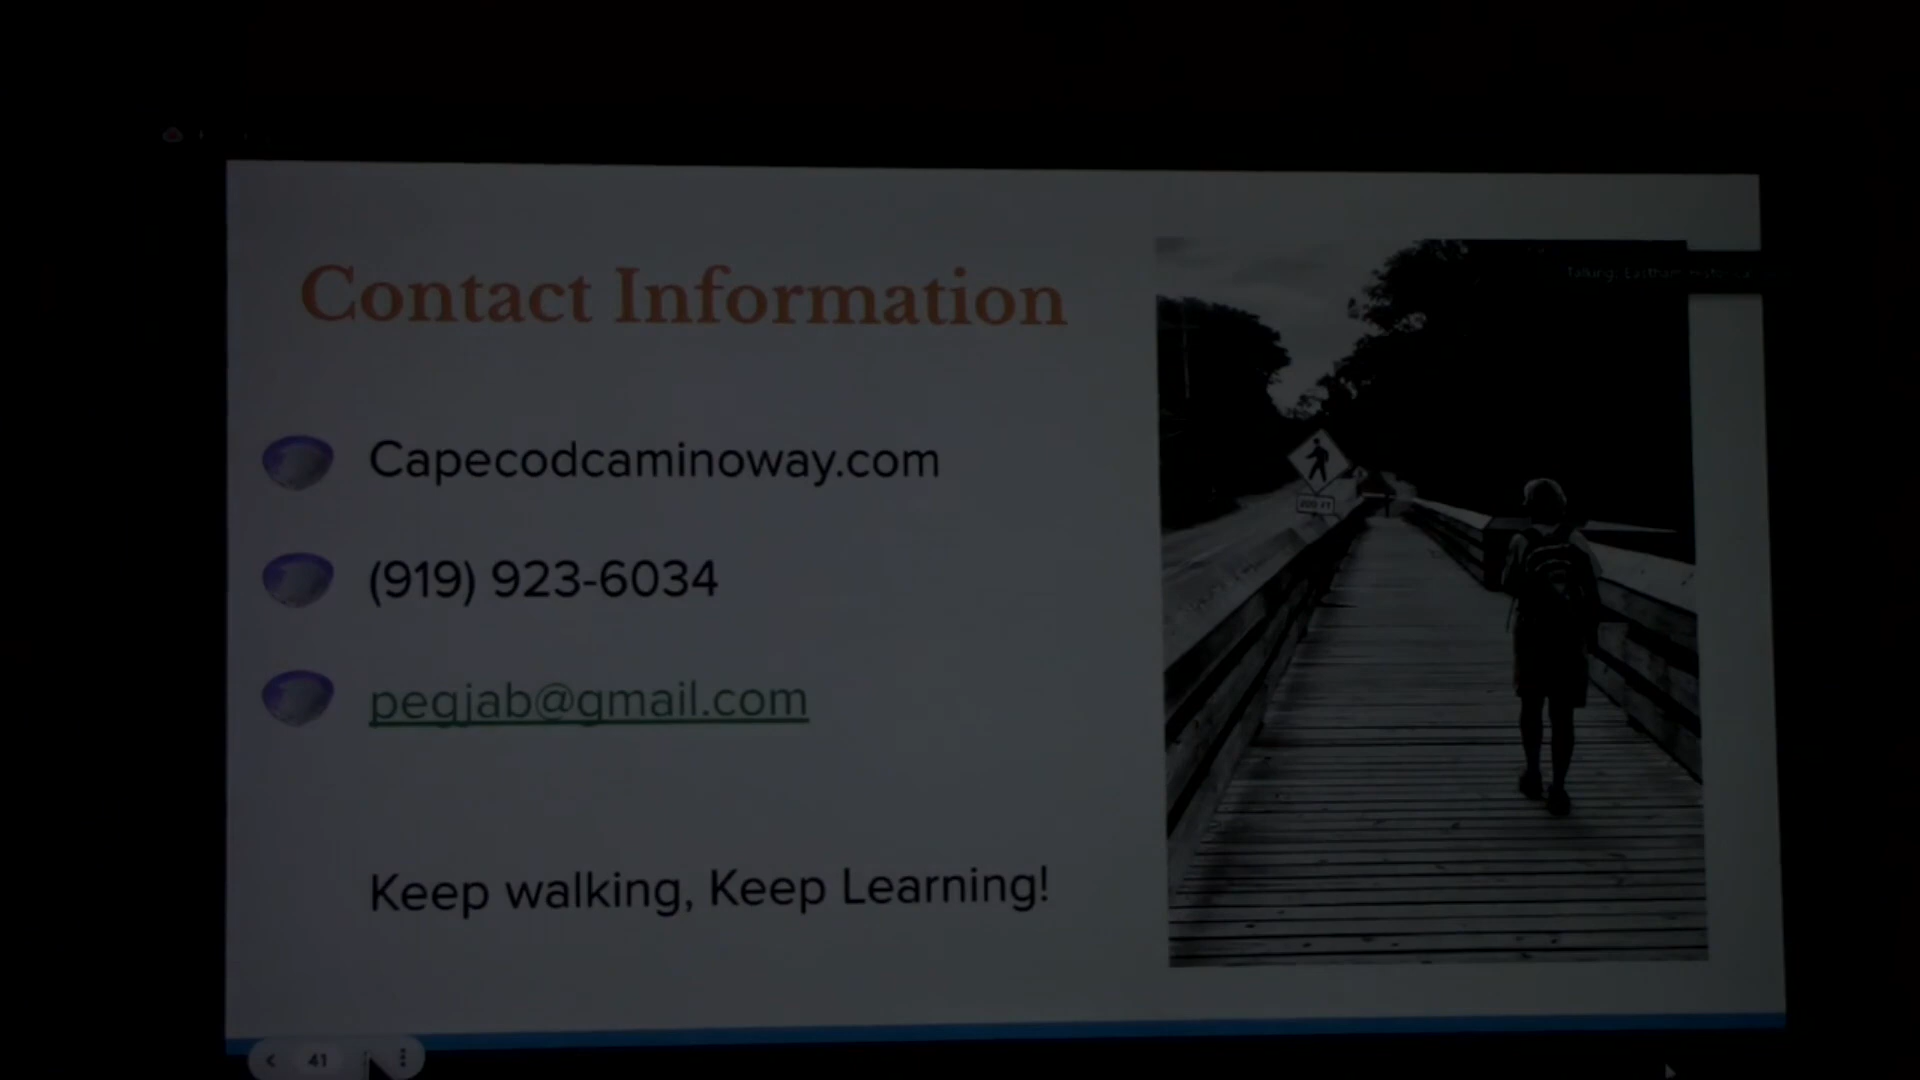 Contact Information
Capecodcaminoway.com
(919) 923-6034
pegjab@gmail.com
Keep walking, Keep Learning!
41